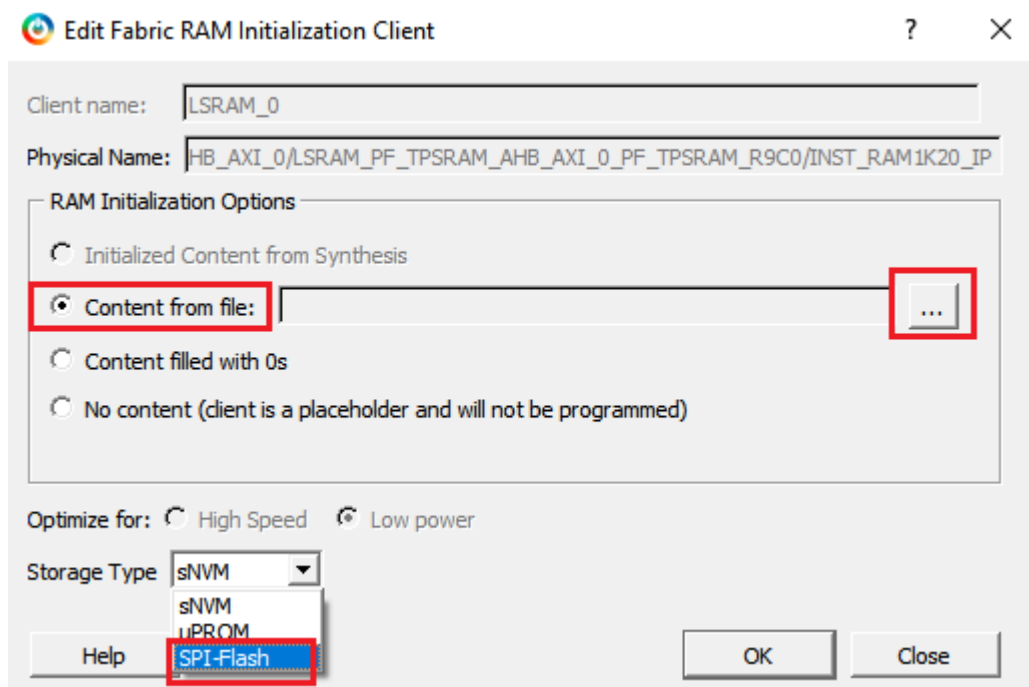 Edit Fabric RAM Initialization Client ? ×
Client name: LSRAM_0
Physical Name: HB_AXI_0/LSRAM_PF_TPSRAM_AHB_AXI_0_PF_TPSRAM_R9C0/INST_RAM1K20_IP
RAM Initialization Options
Initialized Content from Synthesis
Content from file: ...
Content filled with 0s
No content (client is a placeholder and will not be programmed)
Optimize for: High Speed Low power
Storage Type sNVM
sNVM
uPROM
SPI-Flash
Help OK Close